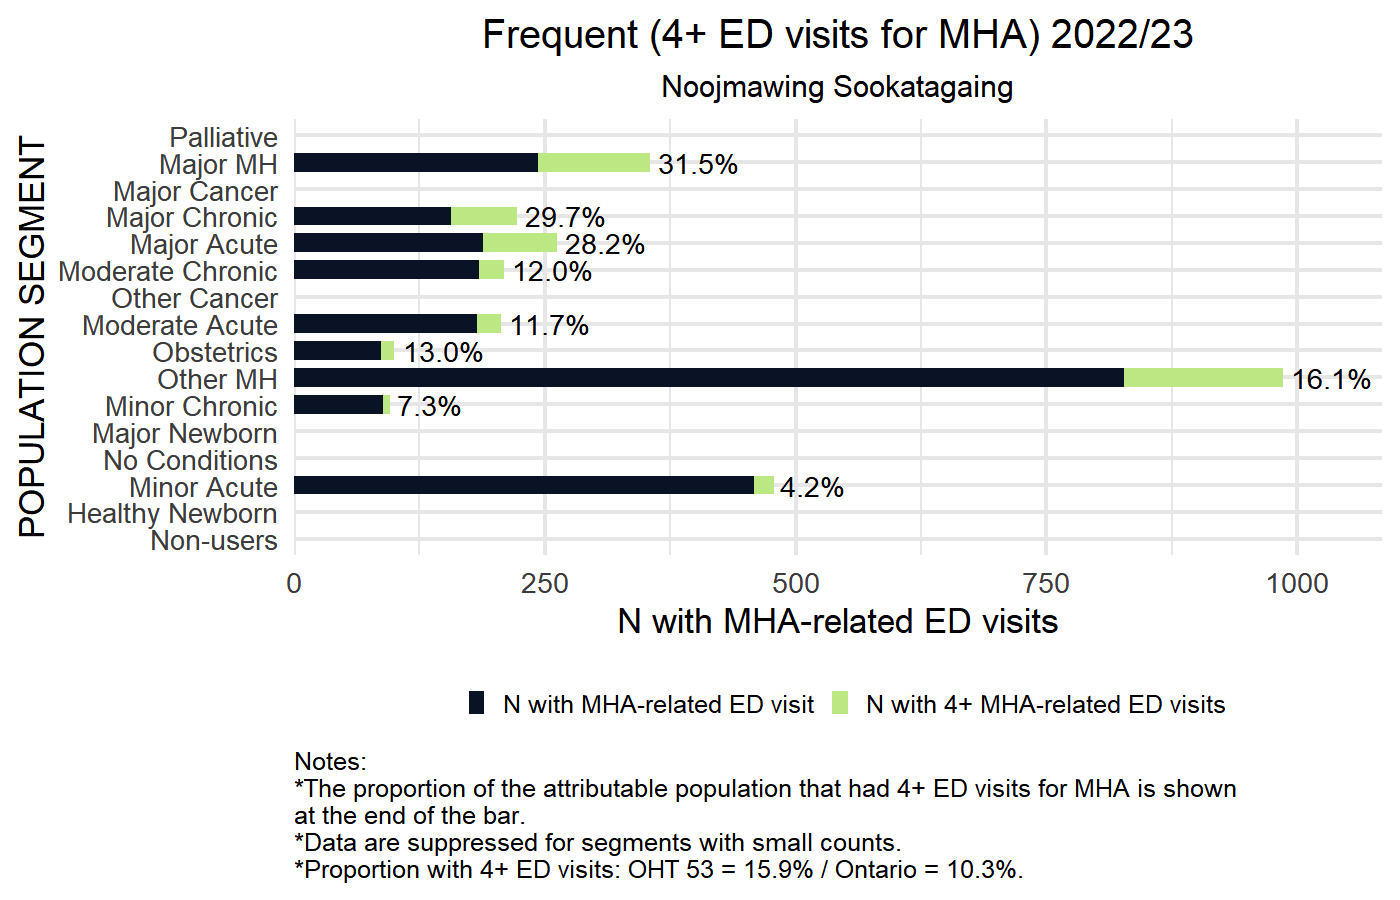 Frequent (4+ ED visits for MHA) 2022/23
Noojmawing Sookatagaing
POPULATION SEGMENT
Palliative
Major MH 31.5%
Major Cancer
Major Chronic 29.7%
Major Acute 28.2%
Moderate Chronic 12.0%
Other Cancer
Moderate Acute 11.7%
Obstetrics 13.0%
Other MH 16.1%
Minor Chronic 7.3%
Major Newborn
No Conditions
Minor Acute 4.2%
Healthy Newborn
Non-users
0 250 500 750 1000
N with MHA-related ED visits
N with MHA-related ED visit N with 4+ MHA-related ED visits
Notes:
*The proportion of the attributable population that had 4+ ED visits for MHA is shown
at the end of the bar.
*Data are suppressed for segments with small counts.
*Proportion with 4+ ED visits: OHT 53 = 15.9% / Ontario = 10.3%.